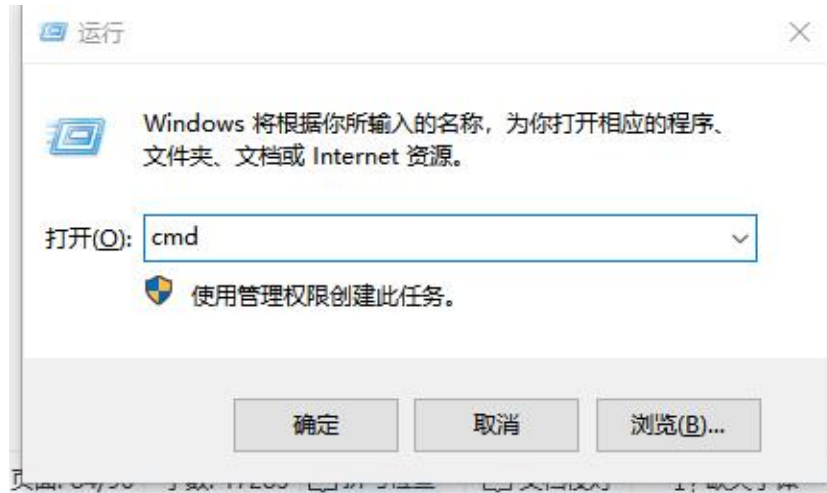 运行
Windows 将根据你所输入的名称，为你打开相应的程序、
文件夹、文档或 Internet 资源。
打开(O): cmd
使用管理权限创建此任务。
确定 取消 浏览(B)...